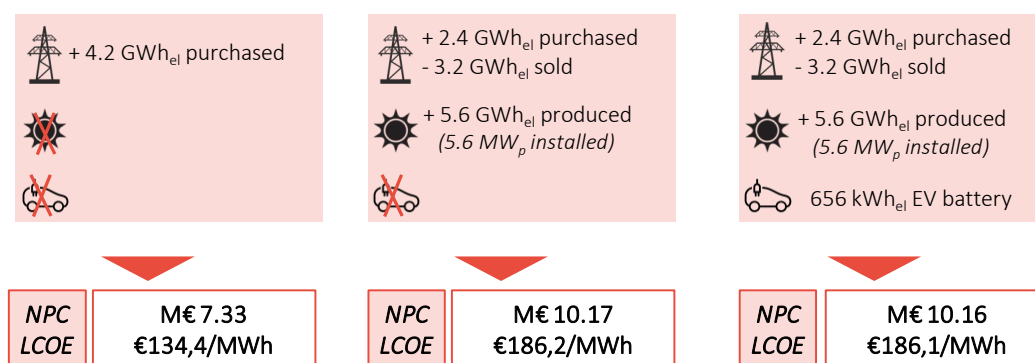 + 4.2 GWhel purchased
+ 2.4 GWhel purchased
- 3.2 GWhel sold
+ 5.6 GWhel produced
(5.6 MWp installed)
+ 2.4 GWhel purchased
- 3.2 GWhel sold
+ 5.6 GWhel produced
(5.6 MWp installed)
656 kWhel EV battery
NPC
LCOE
M€ 7.33
€134,4/MWh
NPC
LCOE
M€ 10.17
€186,2/MWh
NPC
LCOE
M€ 10.16
€186,1/MWh